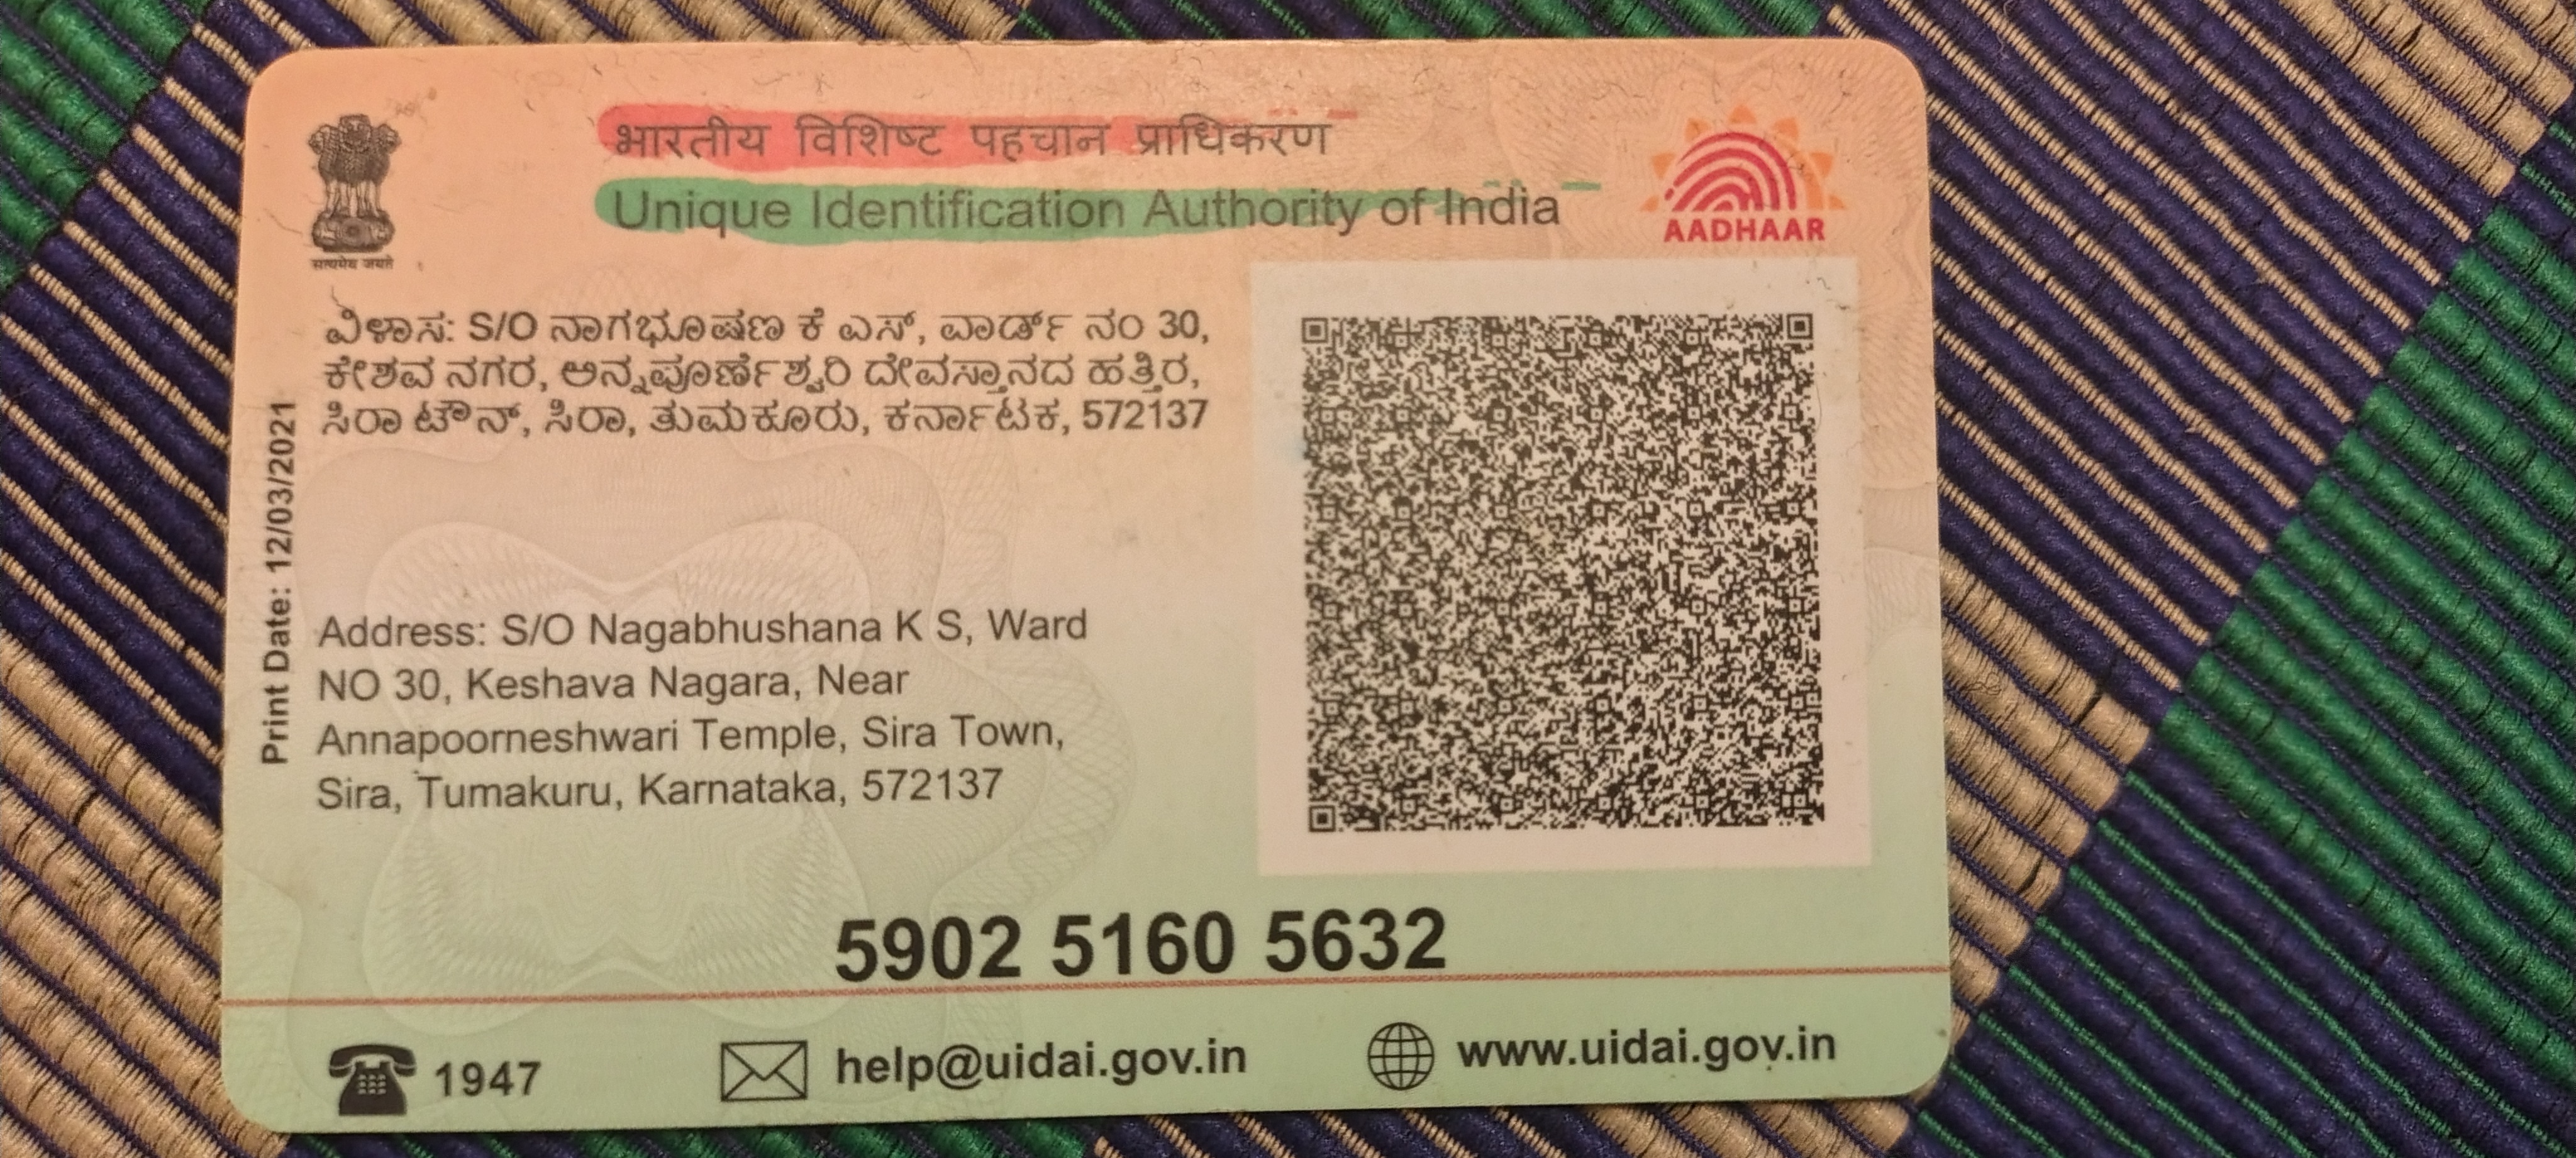 भारतीय विशिष्ट पहचान प्राधिकरण
Unique Identification Authority of India
सत्यमेव जयते
AADHAAR
ವಿಳಾಸ: S/O ನಾಗಭೂಷಣ ಕೆ ಎಸ್, ವಾರ್ಡ್ ನಂ 30,
ಕೇಶವ ನಗರ, ಅನ್ನಪೂರ್ಣೇಶ್ವರಿ ದೇವಸ್ತಾನದ ಹತ್ತಿರ,
ಸಿರಾ ಟೌನ್, ಸಿರಾ, ತುಮಕೂರು, ಕರ್ನಾಟಕ, 572137
Print Date: 12/03/2021
Address: S/O Nagabhushana K S, Ward
NO 30, Keshava Nagara, Near
Annapoorneshwari Temple, Sira Town,
Sira, Tumakuru, Karnataka, 572137
5902 5160 5632
1947 help@uidai.gov.in www.uidai.gov.in